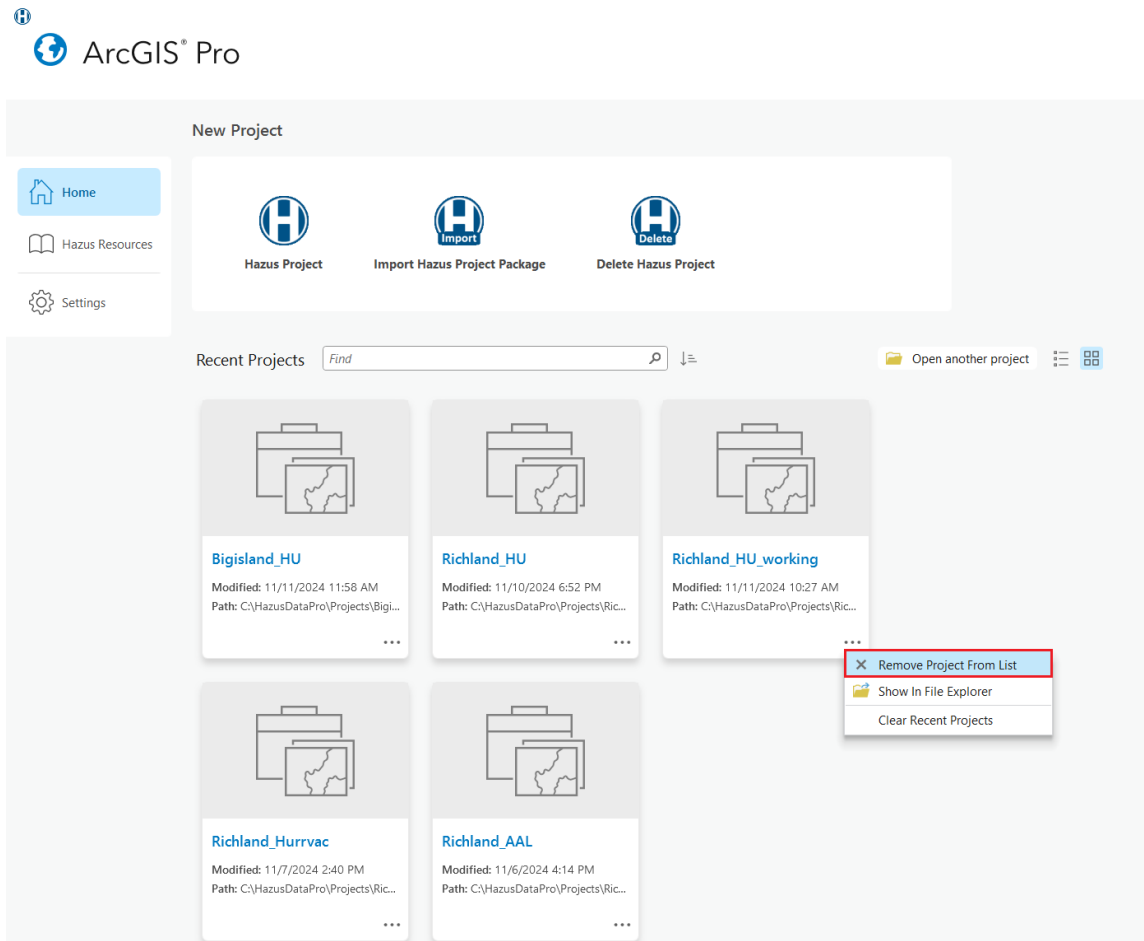 ArcGIS® Pro
New Project
Home
Hazus Resources
Settings
Import
Delete
Hazus Project
Import Hazus Project Package
Delete Hazus Project
Recent Projects
Find
Open another project
Bigisland_HU
Modified: 11/11/2024 11:58 AM
Path: C:\HazusDataPro\Projects\Bigi...
Richland_HU
Modified: 11/10/2024 6:52 PM
Path: C:\HazusDataPro\Projects\Ric...
Richland_HU_working
Modified: 11/11/2024 10:27 AM
Path: C:\HazusDataPro\Projects\Ric...
Remove Project From List
Show In File Explorer
Clear Recent Projects
Richland_Hurrvac
Modified: 11/7/2024 2:40 PM
Path: C:\HazusDataPro\Projects\Ric...
Richland_AAL
Modified: 11/6/2024 4:14 PM
Path: C:\HazusDataPro\Projects\Ric...